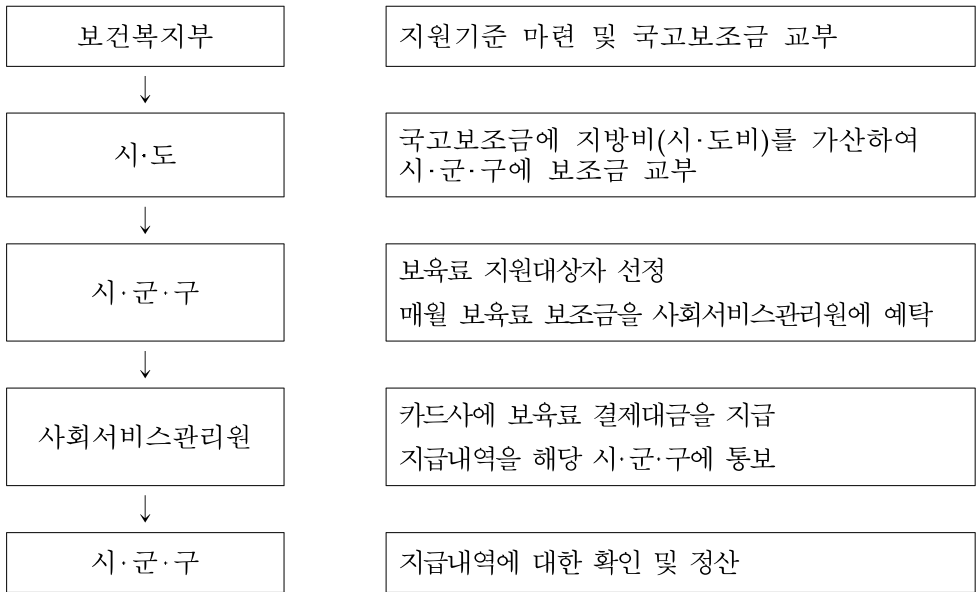 보건복지부
지원기준 마련 및 국고보조금 교부
↓
시·도
국고보조금에 지방비(시·도비)를 가산하여
시·군·구에 보조금 교부
↓
시·군·구
보육료 지원대상자 선정
매월 보육료 보조금을 사회서비스관리원에 예탁
↓
사회서비스관리원
카드사에 보육료 결제대금을 지급
지급내역을 해당 시·군·구에 통보
↓
시·군·구
지급내역에 대한 확인 및 정산